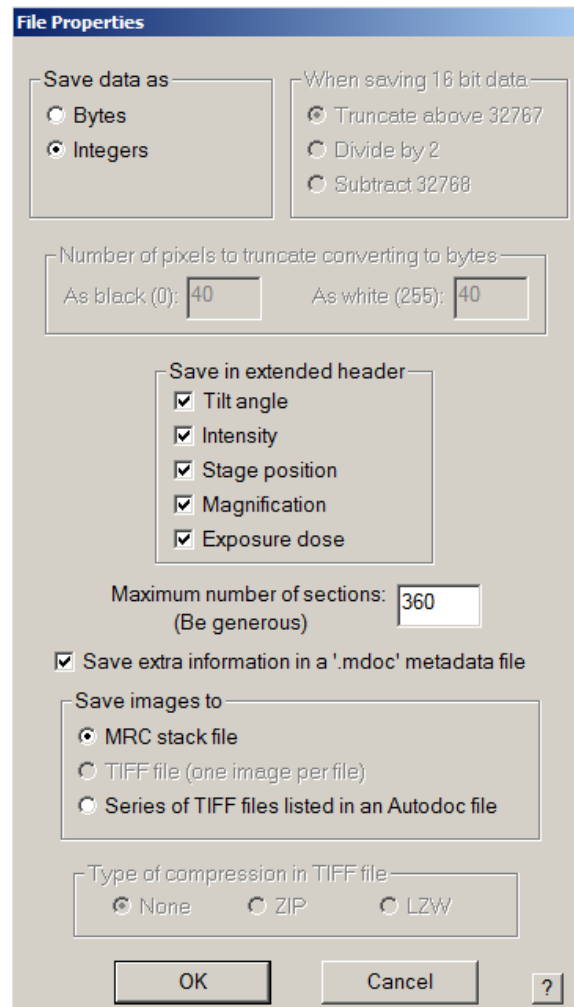 File Properties
Save data as
Bytes
Integers
When saving 16 bit data
Truncate above 32767
Divide by 2
Subtract 32768
Number of pixels to truncate converting to bytes
As black (0): 40 As white (255): 40
Save in extended header
Tilt angle
Intensity
Stage position
Magnification
Exposure dose
Maximum number of sections: 360
(Be generous)
Save extra information in a '.mdoc' metadata file
Save images to
MRC stack file
TIFF file (one image per file)
Series of TIFF files listed in an Autodoc file
Type of compression in TIFF file
None ZIP LZW
OK Cancel ?